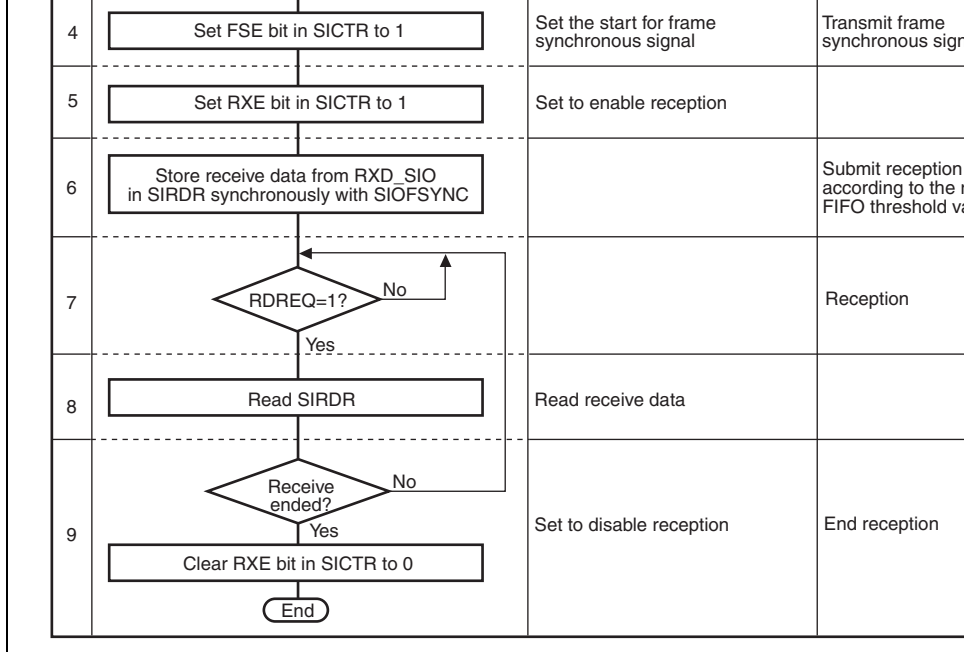 4
Set FSE bit in SICTR to 1
Set the start for frame
synchronous signal
Transmit frame
synchronous
5
Set RXE bit in SICTR to 1
Set to enable reception
6
Store receive data from RXD_SIO
in SIRDR synchronously with SIOFSYNC
Submit reception
according to the
FIFO threshold
7
RDREQ=1?
No
Yes
Reception
8
Read SIRDR
Read receive data
9
Receive
ended?
No
Yes
Set to disable reception
End reception
Clear RXE bit in SICTR to 0
End